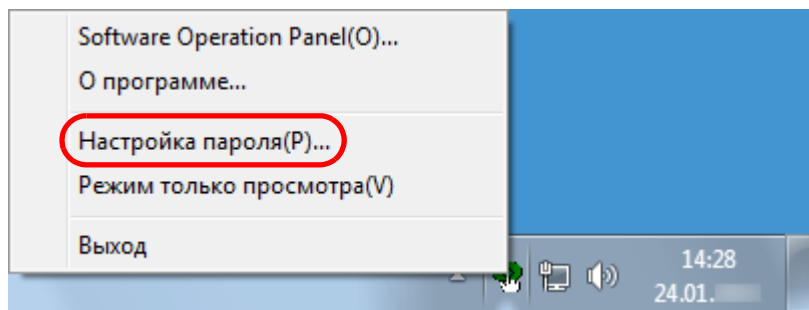 Software Operation Panel(O)...
О программе...
Настройка пароля(P)...
Режим только просмотра(V)
Выход
14:28
24.01.